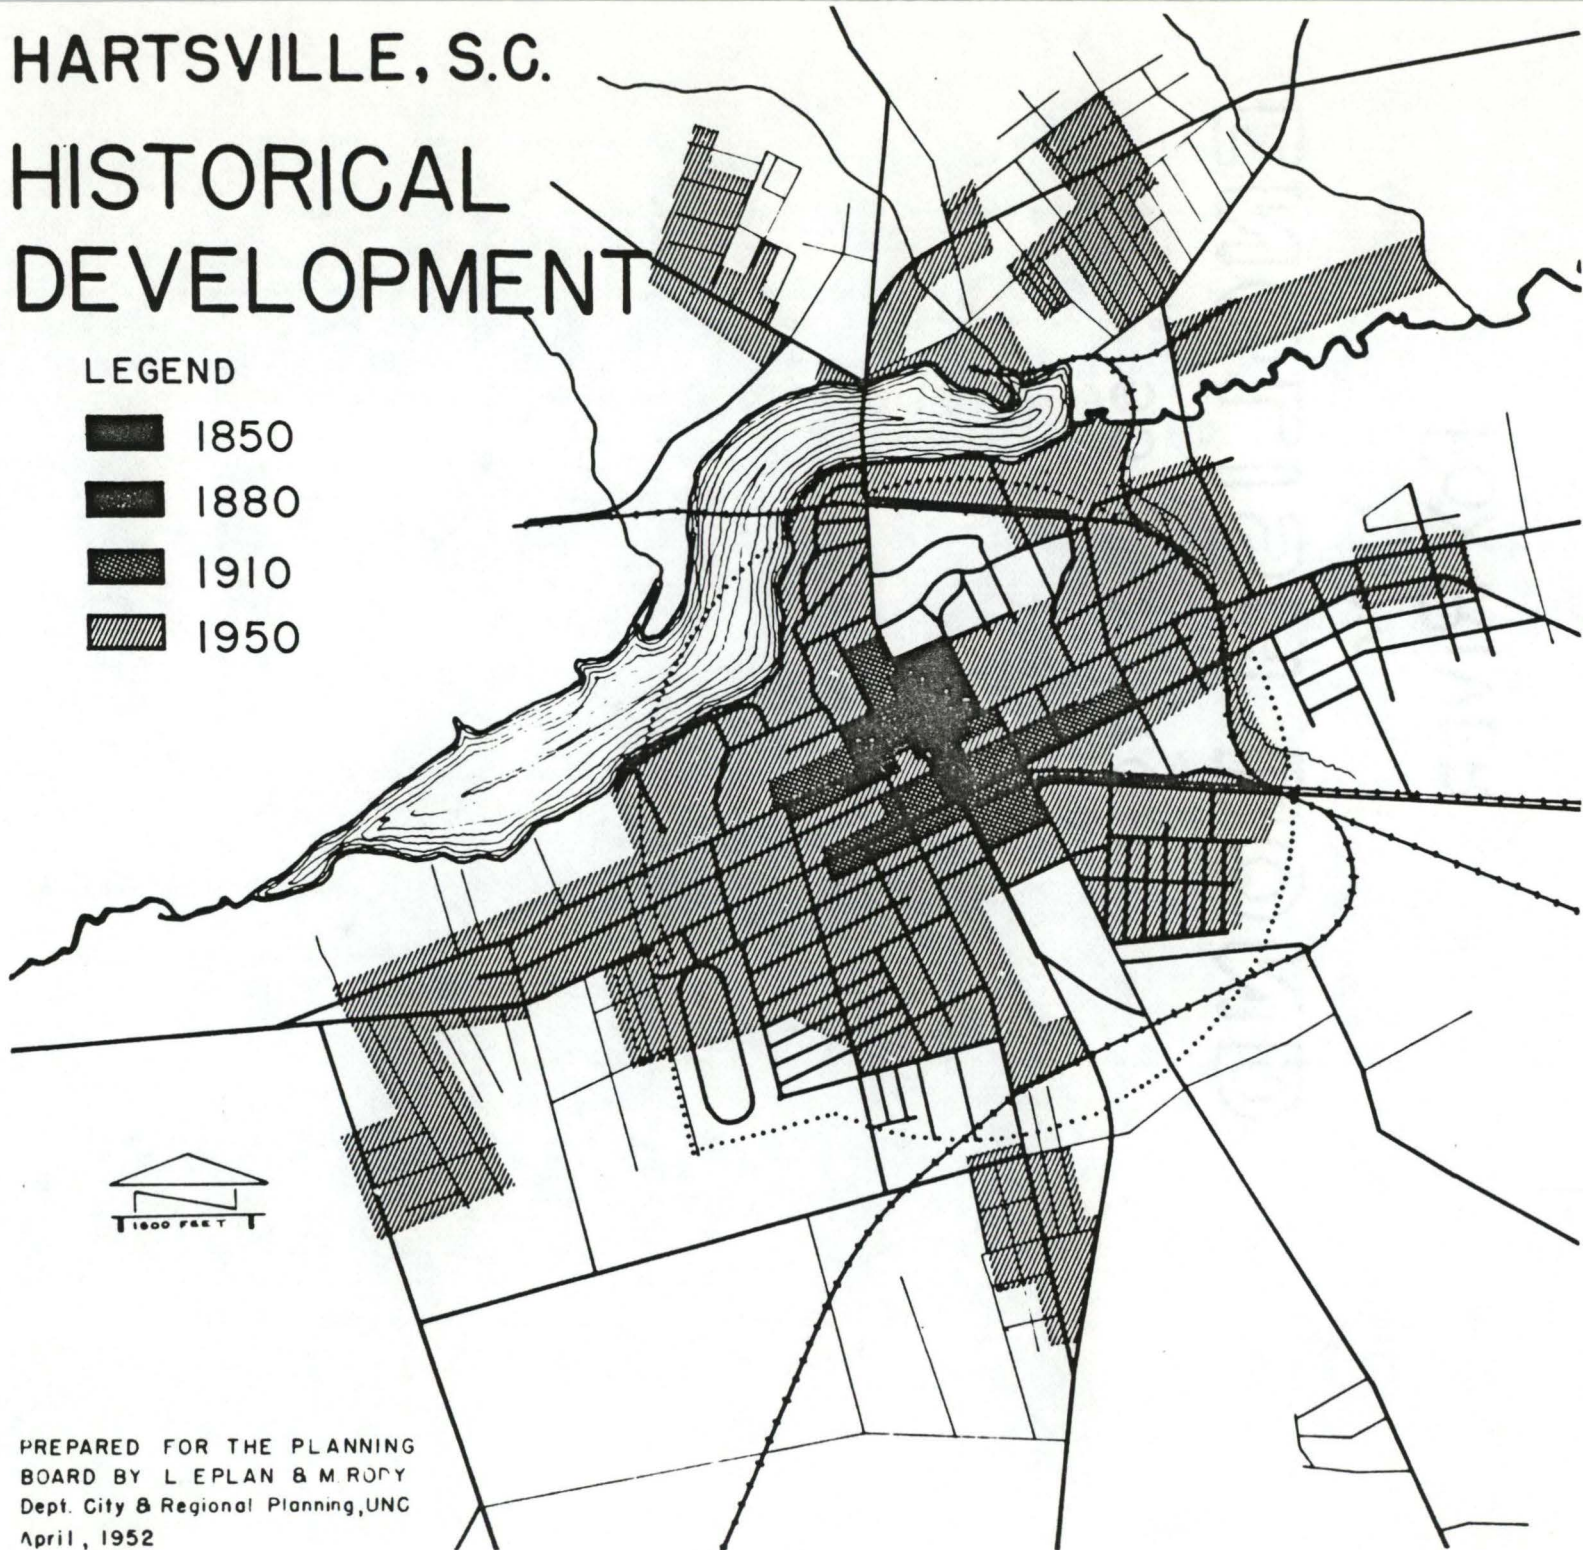 HARTSVILLE, S.C.
HISTORICAL
DEVELOPMENT
LEGEND
1850
1880
1910
1950
1600 FEET
PREPARED FOR THE PLANNING
BOARD BY L EPLAN & M. RODY
Dept. City & Regional Planning, UNC
April, 1952